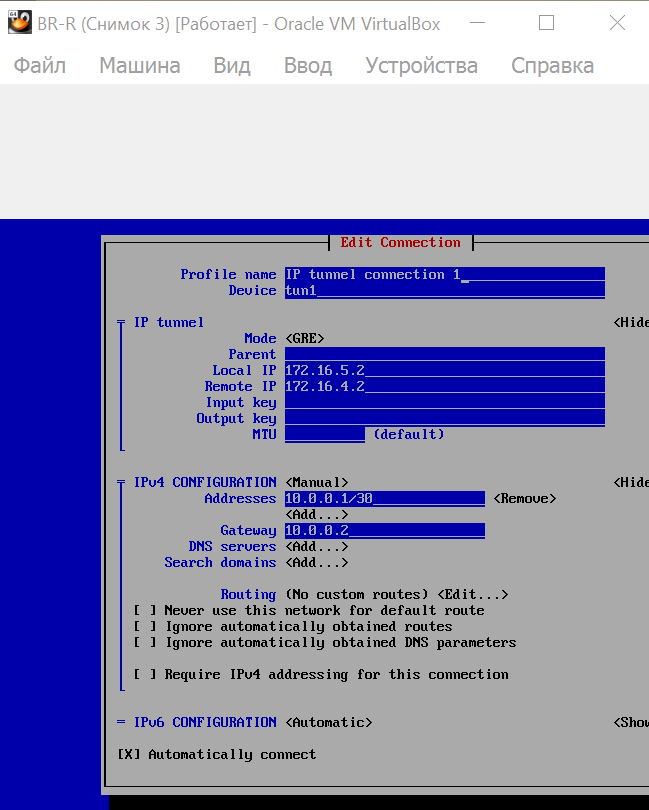 BR-R (Снимок 3) [Работает] - Oracle VM VirtualBox
Файл Машина Вид Ввод Устройства Справка
Edit Connection
Profile name IP tunnel connection 1
Device tun1
IP tunnel <Hide
Mode <GRE>
Parent
Local IP 172.16.5.2
Remote IP 172.16.4.2
Input key
Output key
MTU (default)
IPv4 CONFIGURATION <Manual> <Hide
Addresses 10.0.0.1/30 <Remove>
<Add...>
Gateway 10.0.0.2
DNS servers <Add...>
Search domains <Add...>
Routing (No custom routes) <Edit...>
[ ] Never use this network for default route
[ ] Ignore automatically obtained routes
[ ] Ignore automatically obtained DNS parameters
[ ] Require IPv4 addressing for this connection
IPv6 CONFIGURATION <Automatic> <Show
[X] Automatically connect